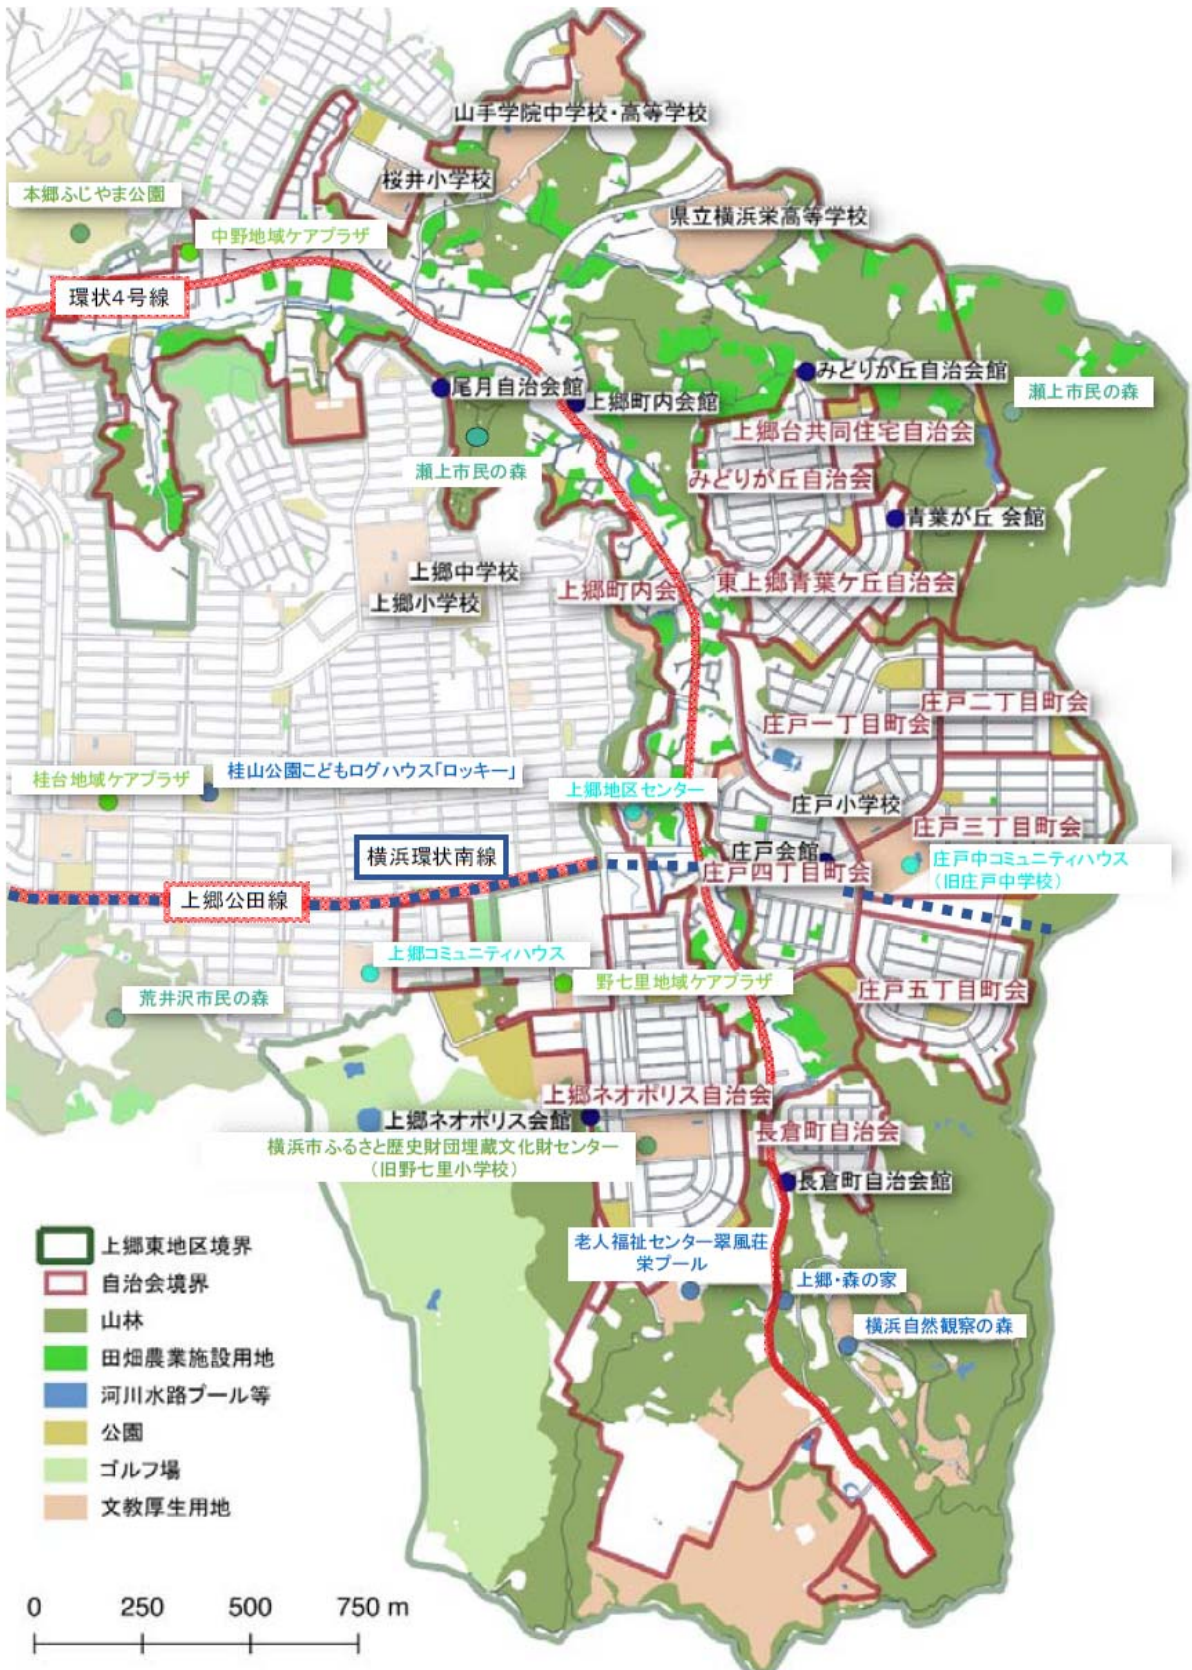 山手学院中学校・高等学校
桜井小学校
本郷ふじやま公園
県立横浜栄高等学校
中野地域ケアプラザ
環状4号線
みどりが丘自治会館
尾月自治会館
上郷町内会館
瀬上市民の森
上郷台共同住宅自治会
瀬上市民の森
みどりが丘自治会
青葉が丘 会館
上郷中学校
上郷小学校
上郷町内会
東上郷青葉ケ丘自治会
庄戸二丁目町会
庄戸一丁目町会
桂台地域ケアプラザ
桂山公園こどもログハウス「ロッキー」
上郷地区センター
庄戸小学校
庄戸三丁目町会
横浜環状南線
庄戸会館
庄戸四丁目町会
庄戸中コミュニティハウス
（旧庄戸中学校）
上郷公田線
上郷コミュニティハウス
野七里地域ケアプラザ
庄戸五丁目町会
荒井沢市民の森
上郷ネオポリス自治会
上郷ネオポリス会館
長倉町自治会
横浜市ふるさと歴史財団埋蔵文化財センター
（旧野七里小学校）
長倉町自治会館
老人福祉センター翠風荘
栄プール
上郷・森の家
横浜自然観察の森
上郷東地区境界
自治会境界
山林
田畑農業施設用地
河川水路プール等
公園
ゴルフ場
文教厚生用地
0 250 500 750 m